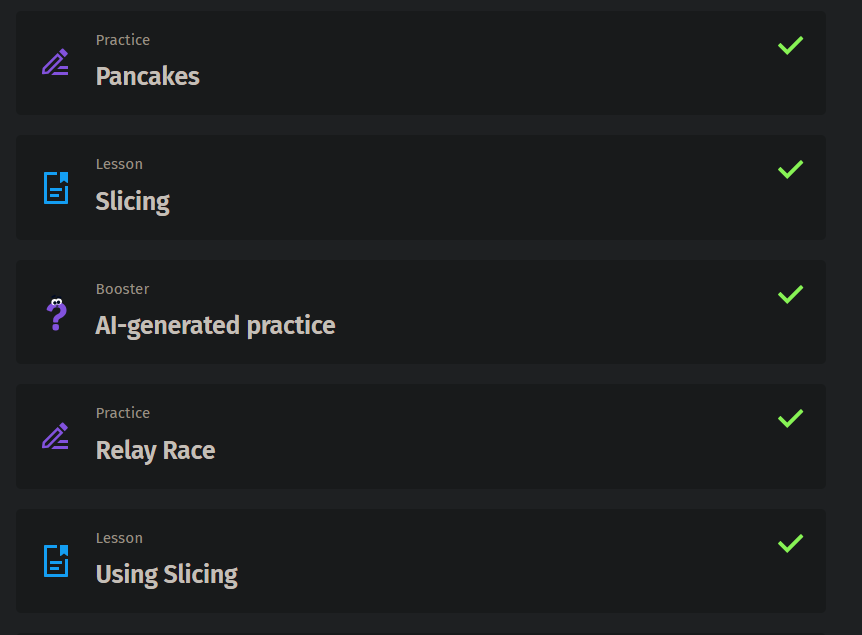 Practice
Pancakes
Lesson
Slicing
Booster
AI-generated practice
Practice
Relay Race
Lesson
Using Slicing